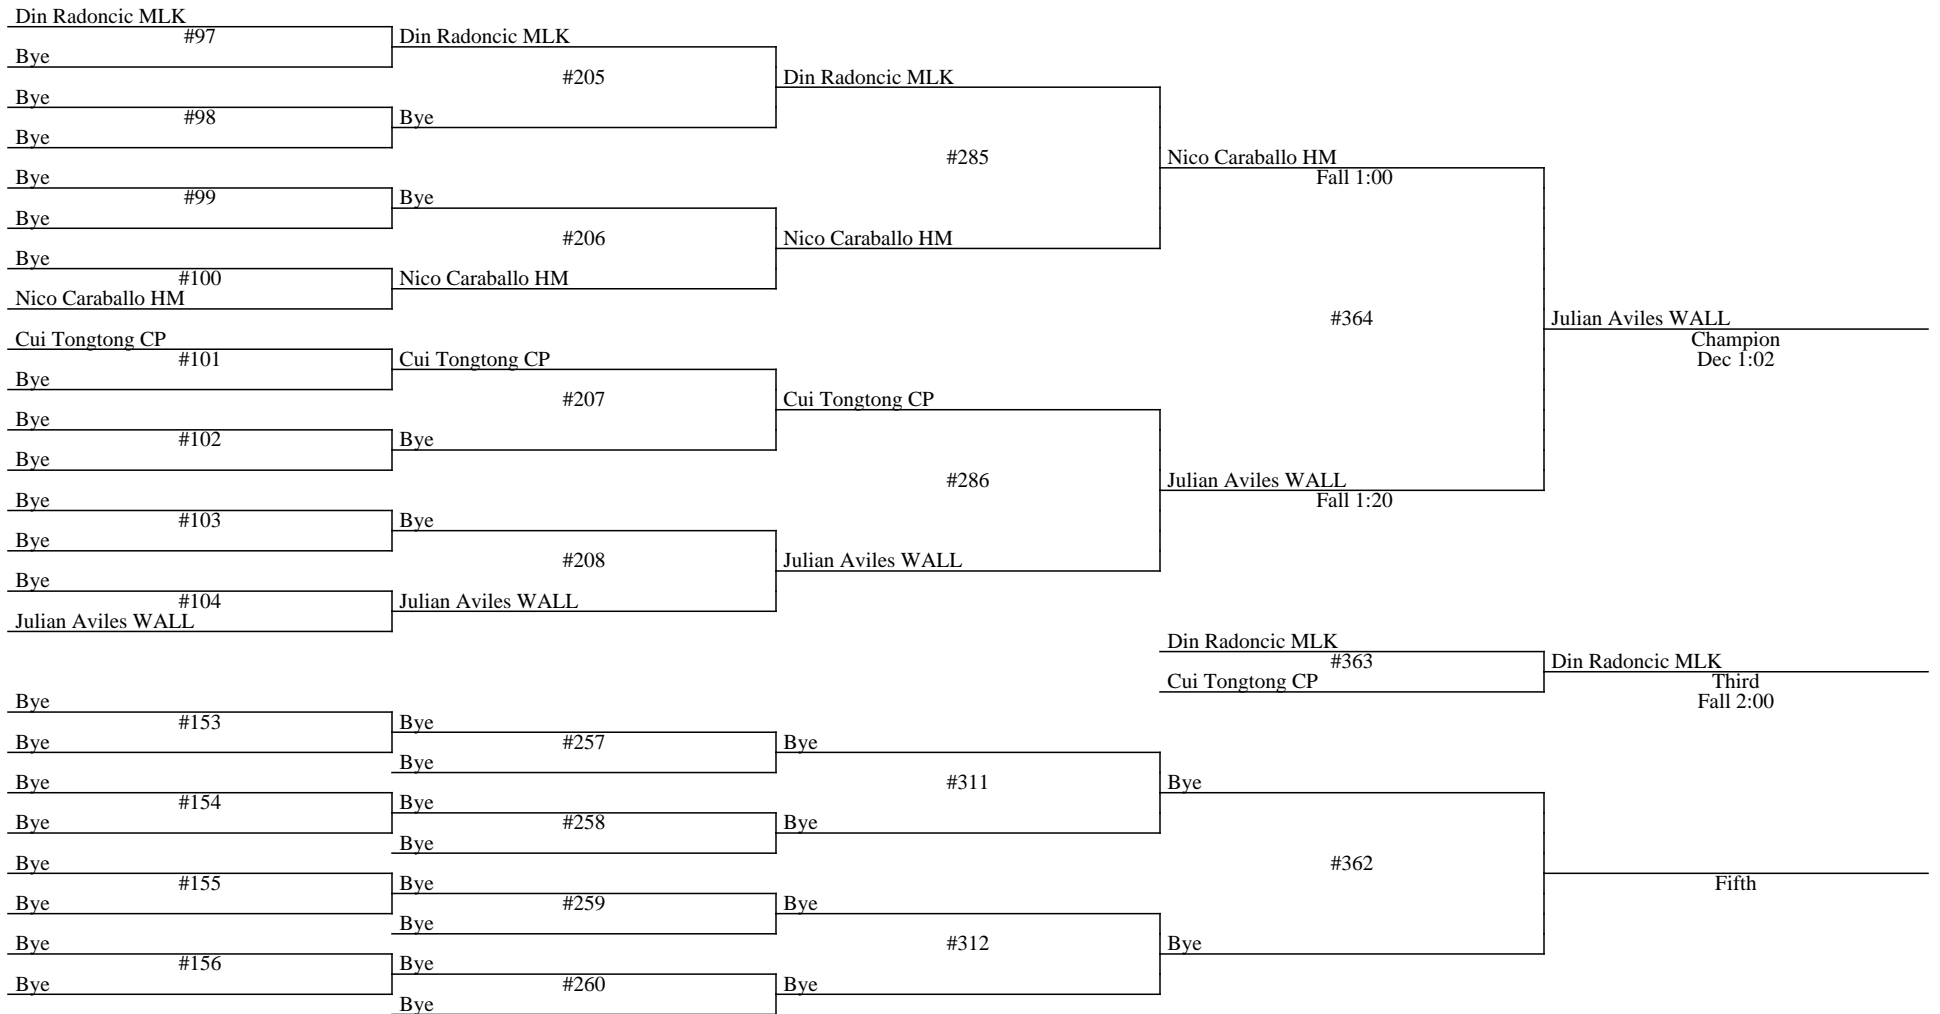 Din Radoncic MLK
#97
Din Radoncic MLK
Bye
#205
Din Radoncic MLK
Bye
#98
Bye
Bye
#285
Nico Caraballo HM
Fall 1:00
Bye
#99
Bye
Bye
#206
Nico Caraballo HM
Bye
#100
Nico Caraballo HM
Nico Caraballo HM
#364
Julian Aviles WALL
Champion
Dec 1:02
Cui Tongtong CP
#101
Cui Tongtong CP
Bye
#207
Cui Tongtong CP
Bye
#102
Bye
Bye
#286
Julian Aviles WALL
Fall 1:20
Bye
#103
Bye
Bye
#208
Julian Aviles WALL
Bye
#104
Julian Aviles WALL
Julian Aviles WALL
Din Radoncic MLK
#363
Din Radoncic MLK
Cui Tongtong CP
Third
Fall 2:00
Bye
#153
Bye
Bye
#257
Bye
Bye
Bye
#311
Bye
#154
Bye
Bye
#258
Bye
Bye
Bye
#362
Bye
#155
Bye
Fifth
Bye
#259
Bye
Bye
Bye
#312
Bye
#156
Bye
Bye
#260
Bye
Bye